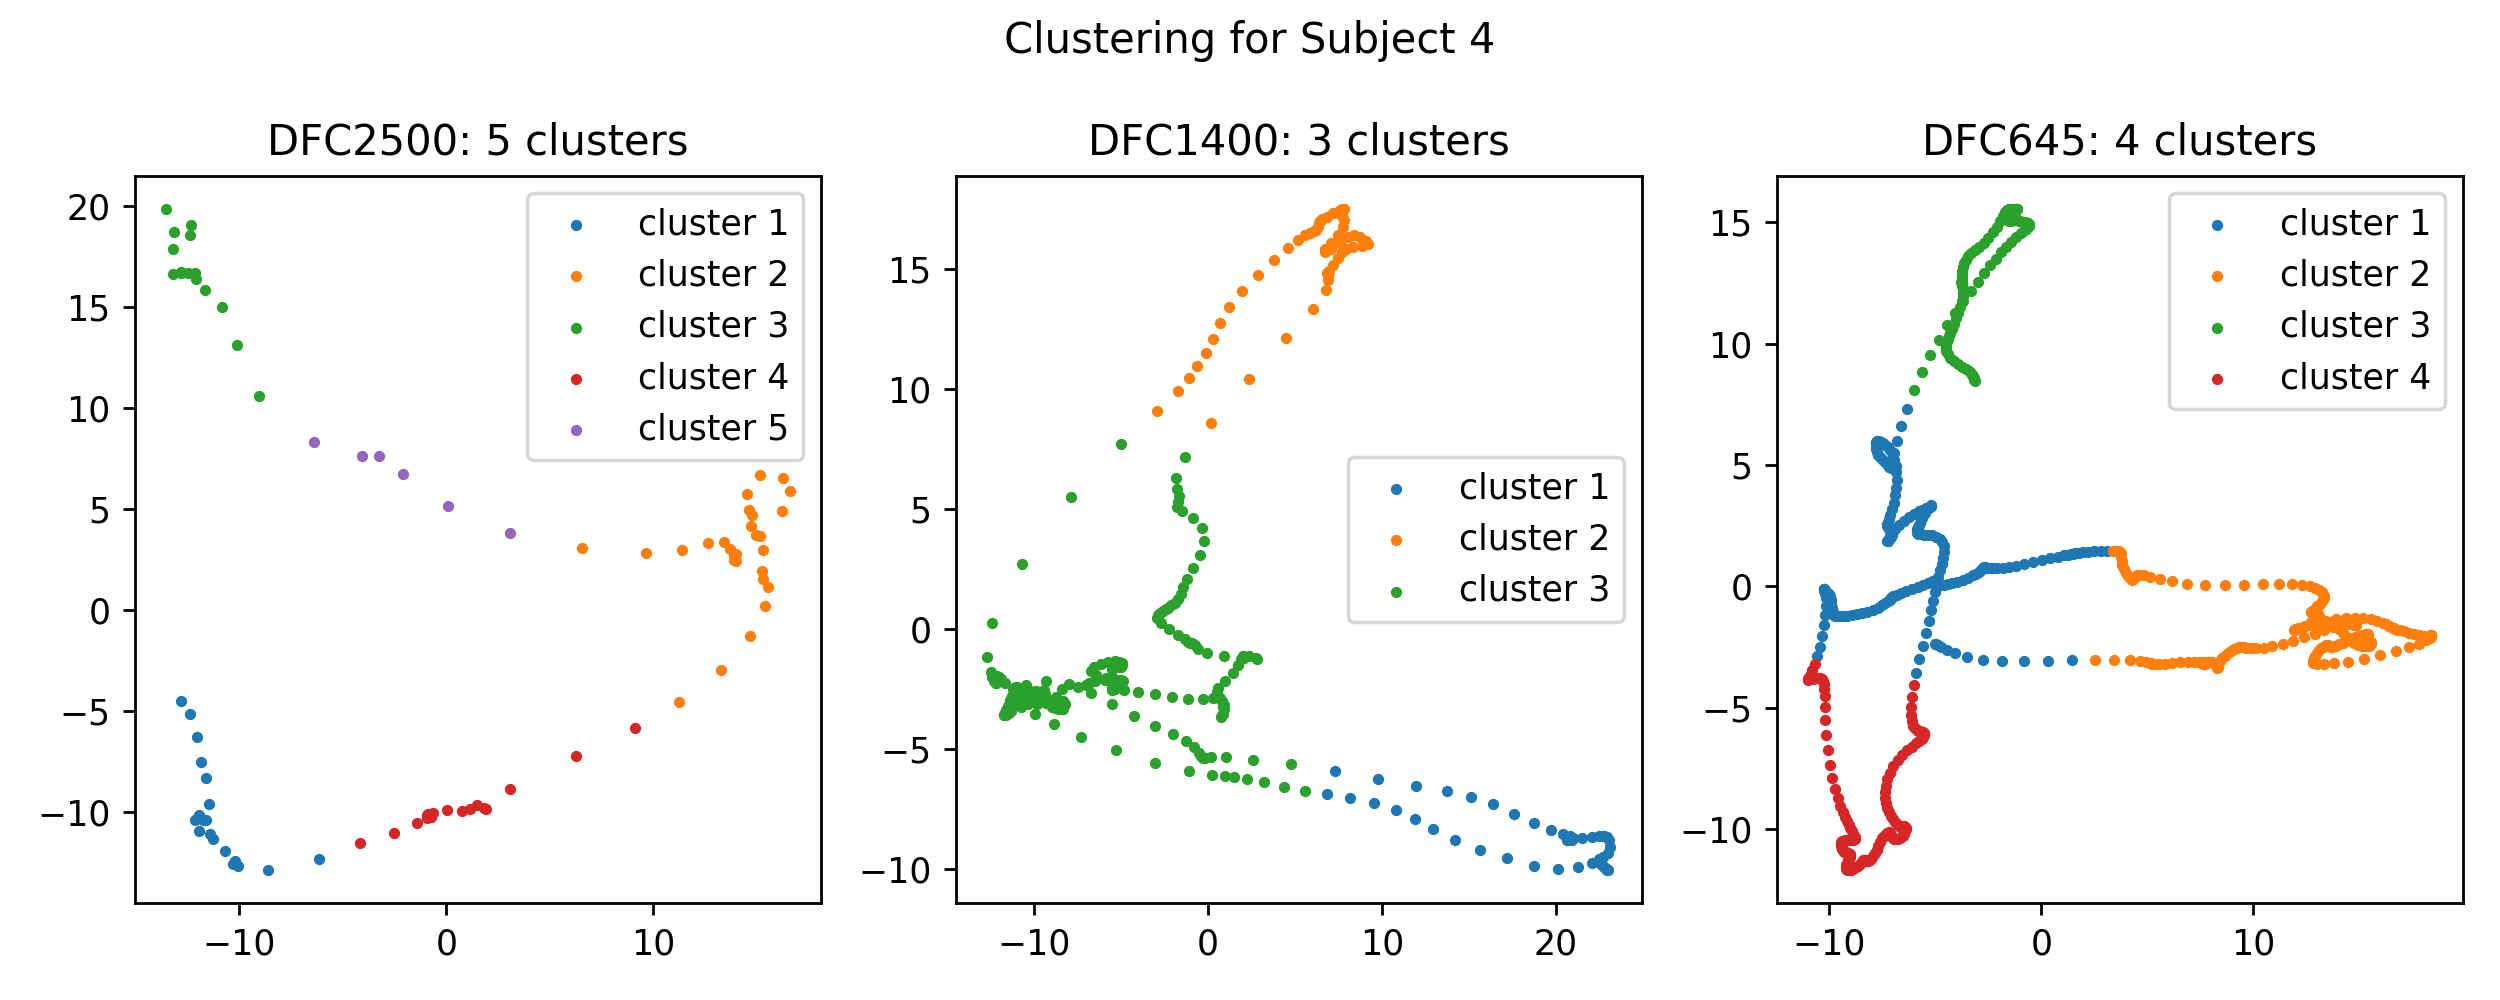 Clustering for Subject 4
DFC2500: 5 clusters
20
15
10
5
0
−5
−10
−10
0
10
cluster 1
cluster 2
cluster 3
cluster 4
cluster 5
DFC1400: 3 clusters
15
10
5
0
−5
−10
−10
0
10
20
cluster 1
cluster 2
cluster 3
DFC645: 4 clusters
15
10
5
0
−5
−10
−10
0
10
cluster 1
cluster 2
cluster 3
cluster 4